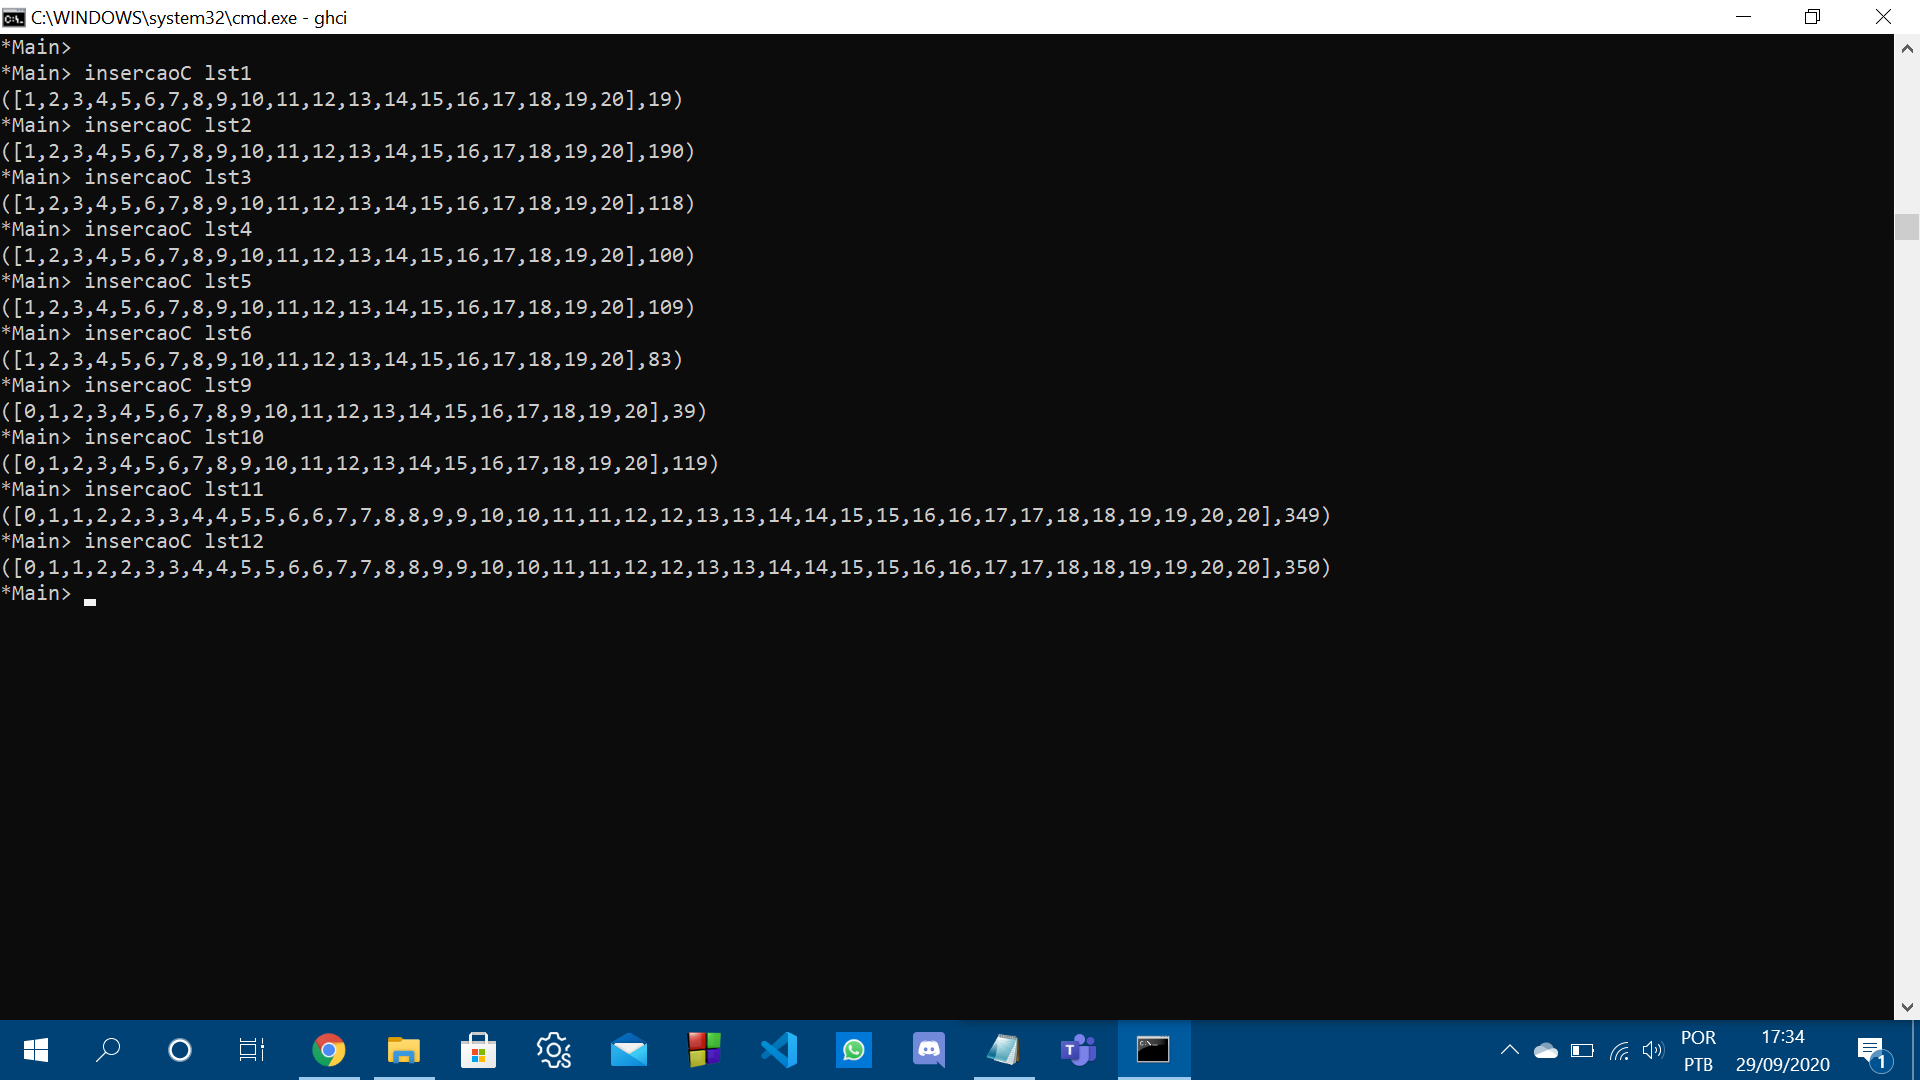 C:\WINDOWS\system32\cmd.exe - ghci
*Main>
*Main> insercaoC lst1
([1,2,3,4,5,6,7,8,9,10,11,12,13,14,15,16,17,18,19,20],19)
*Main> insercaoC lst2
([1,2,3,4,5,6,7,8,9,10,11,12,13,14,15,16,17,18,19,20],190)
*Main> insercaoC lst3
([1,2,3,4,5,6,7,8,9,10,11,12,13,14,15,16,17,18,19,20],118)
*Main> insercaoC lst4
([1,2,3,4,5,6,7,8,9,10,11,12,13,14,15,16,17,18,19,20],100)
*Main> insercaoC lst5
([1,2,3,4,5,6,7,8,9,10,11,12,13,14,15,16,17,18,19,20],109)
*Main> insercaoC lst6
([1,2,3,4,5,6,7,8,9,10,11,12,13,14,15,16,17,18,19,20],83)
*Main> insercaoC lst9
([0,1,2,3,4,5,6,7,8,9,10,11,12,13,14,15,16,17,18,19,20],39)
*Main> insercaoC lst10
([0,1,2,3,4,5,6,7,8,9,10,11,12,13,14,15,16,17,18,19,20],119)
*Main> insercaoC lst11
([0,1,1,2,2,3,3,4,4,5,5,6,6,7,7,8,8,9,9,10,10,11,11,12,12,13,13,14,14,15,15,16,16,17,17,18,18,19,19,20,20],349)
*Main> insercaoC lst12
([0,1,1,2,2,3,3,4,4,5,5,6,6,7,7,8,8,9,9,10,10,11,11,12,12,13,13,14,14,15,15,16,16,17,17,18,18,19,19,20,20],350)
*Main>
POR 17:34
PTB 29/09/2020 1